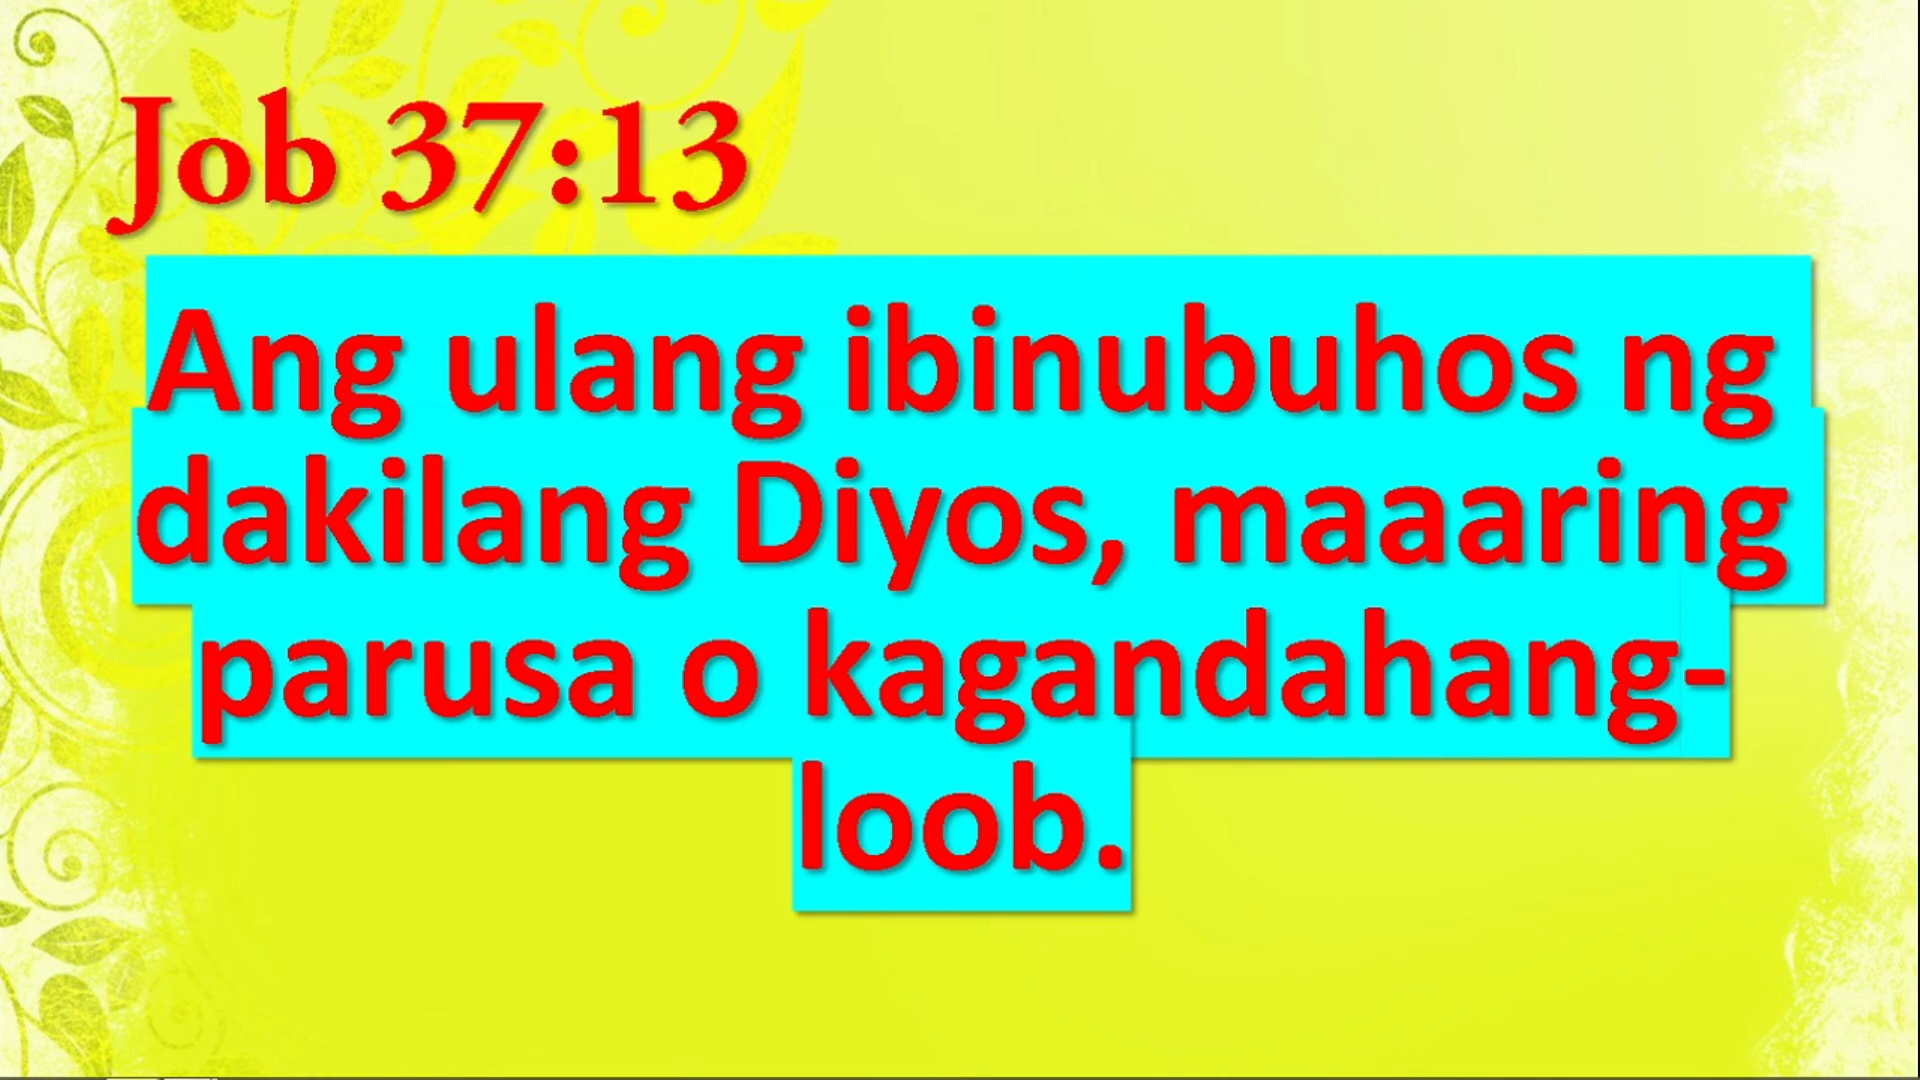 Job 37:13
Ang ulang ibinubuhos ng
dakilang Diyos, maaaring
parusa o kagandahang-
loob.